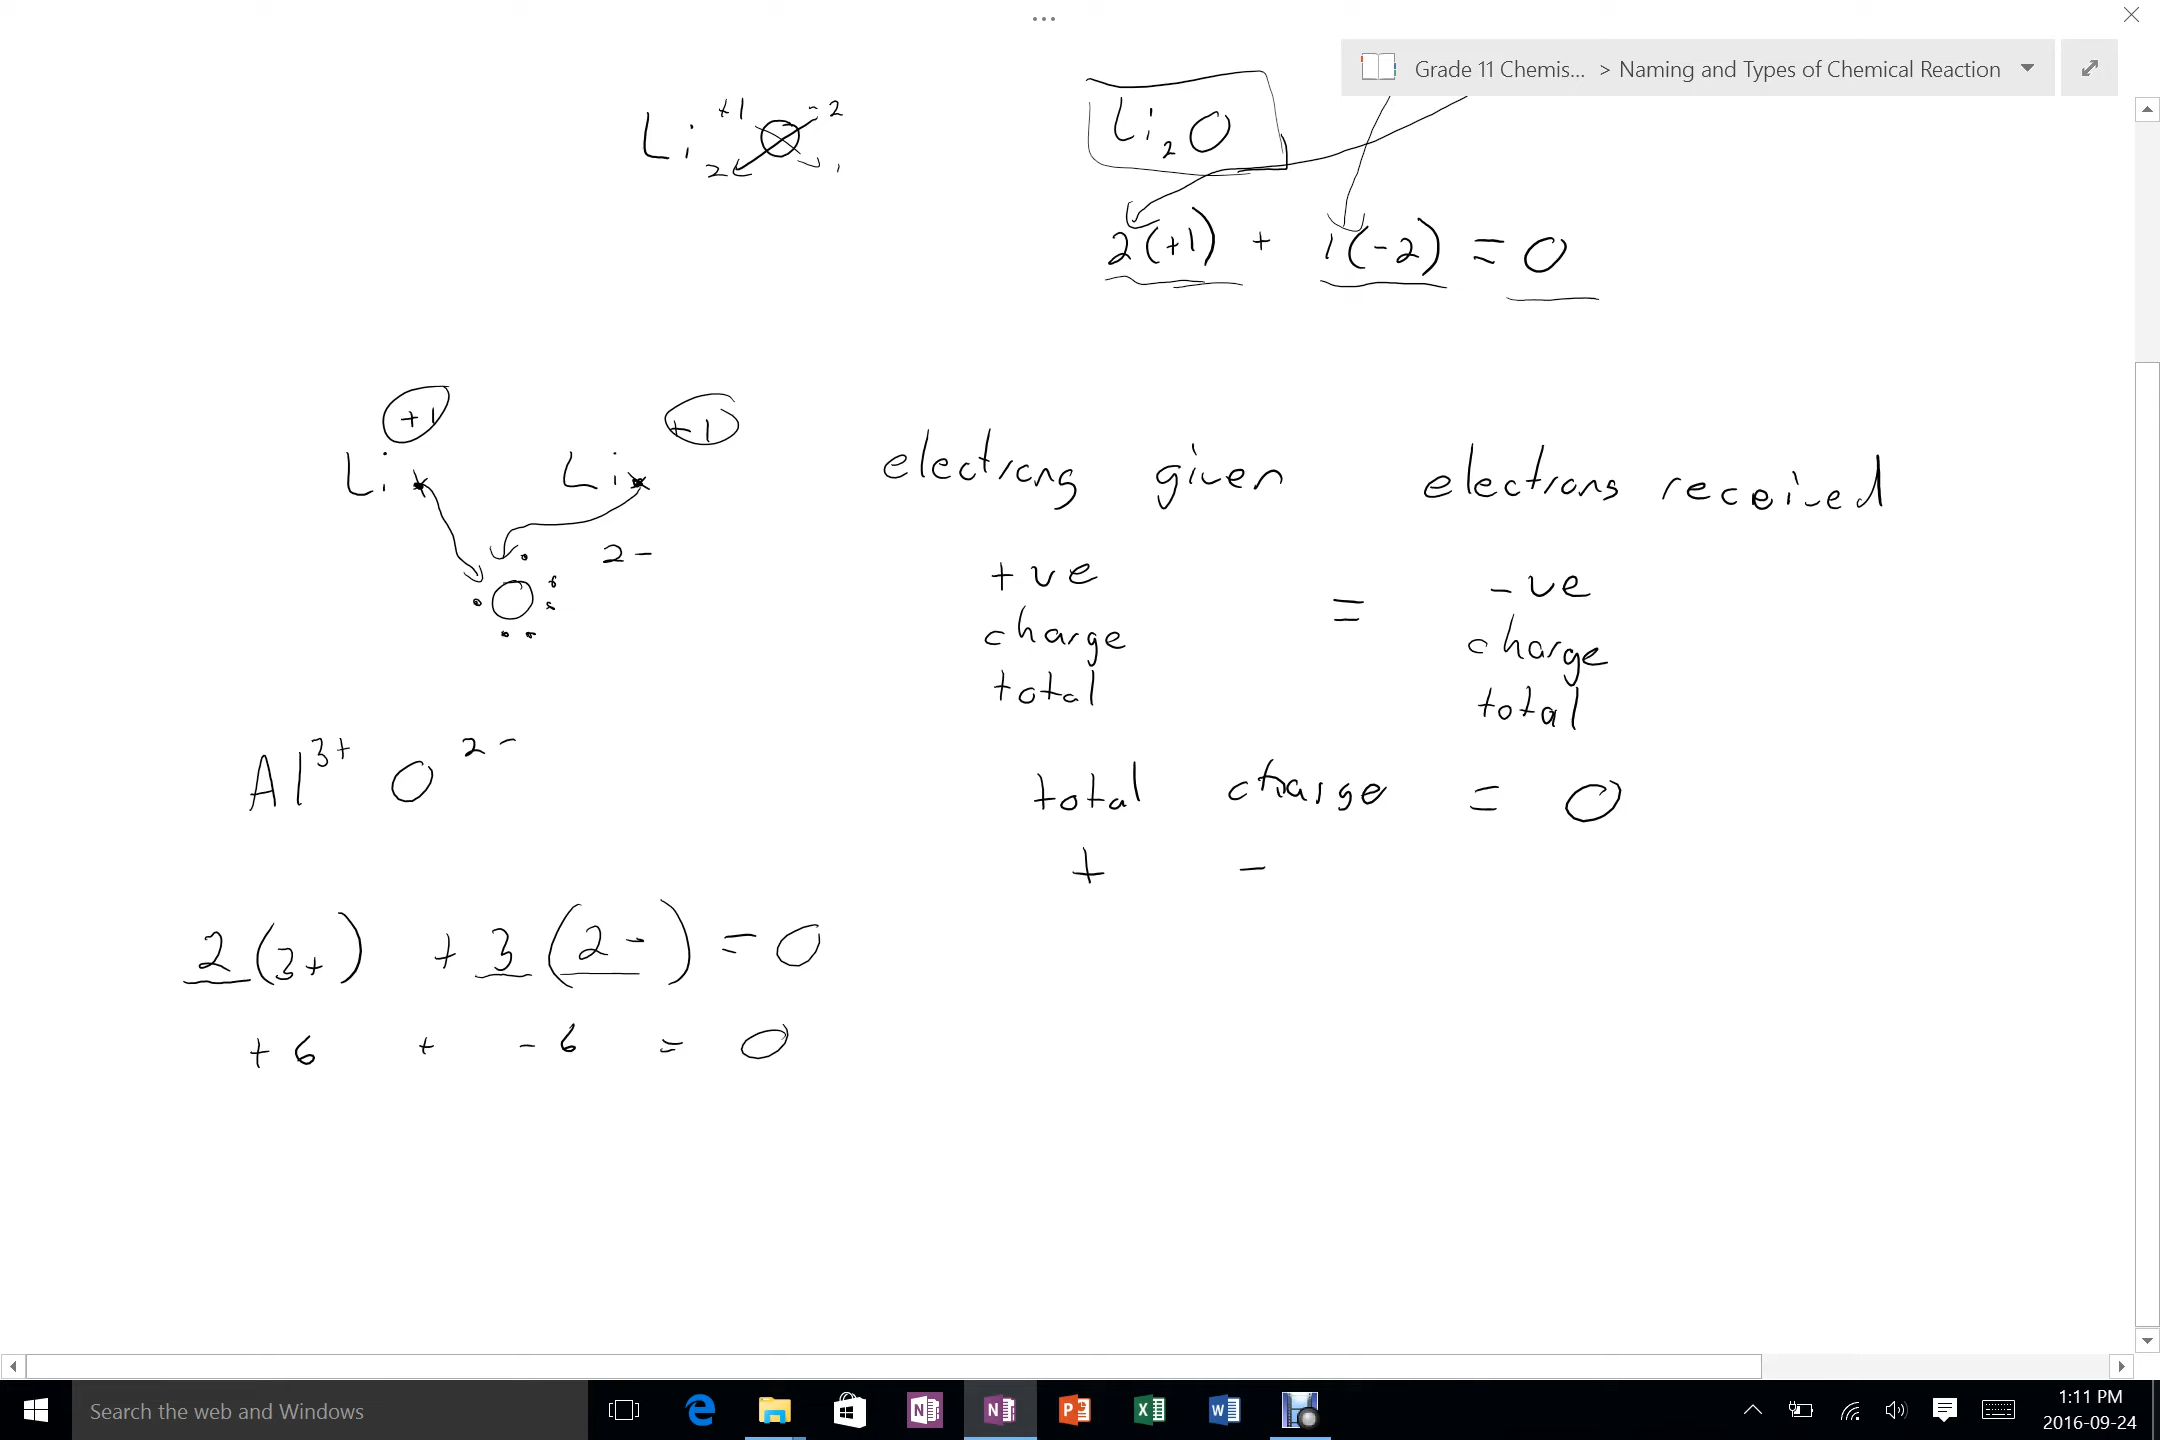 ...
Grade 11 Chemis... > Naming and Types of Chemical Reaction
Li +1 O -2
2 1
Li₂O
2(+1) + 1(-2) = 0
+1 +1
Li Li
2-
O
electrons given electrons received
+ve = -ve
charge charge
total total
Al³⁺ O²⁻
total charge = 0
+ -
2(3+) + 3(2-) = 0
+6 + -6 = 0
Search the web and Windows
1:11 PM
2016-09-24